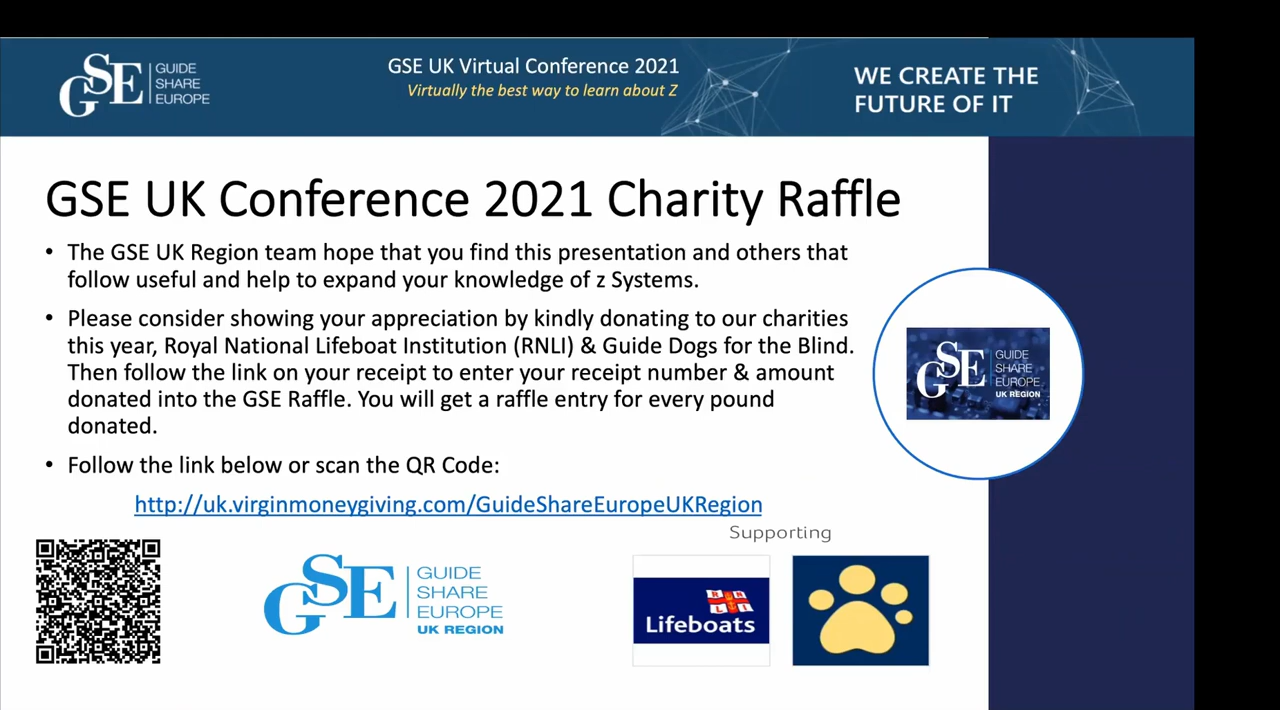 GSE GUIDE
SHARE
EUROPE
GSE UK Virtual Conference 2021
Virtually the best way to learn about Z
WE CREATE THE
FUTURE OF IT
GSE UK Conference 2021 Charity Raffle
• The GSE UK Region team hope that you find this presentation and others that
follow useful and help to expand your knowledge of z Systems.
• Please consider showing your appreciation by kindly donating to our charities
this year, Royal National Lifeboat Institution (RNLI) & Guide Dogs for the Blind.
Then follow the link on your receipt to enter your receipt number & amount
donated into the GSE Raffle. You will get a raffle entry for every pound
donated.
• Follow the link below or scan the QR Code:
http://uk.virginmoneygiving.com/GuideShareEuropeUKRegion
GSE GUIDE
SHARE
EUROPE
UK REGION
Supporting
GSE GUIDE
SHARE
EUROPE
UK REGION
R N
L I
Lifeboats